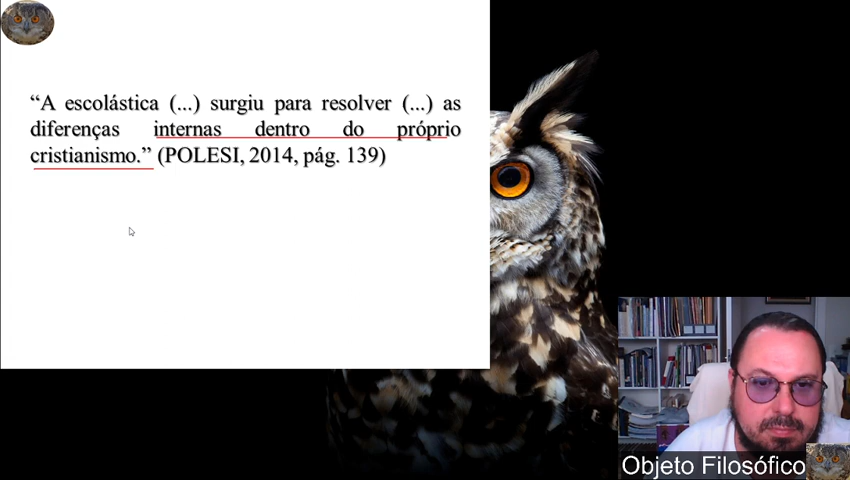 “A escolástica (...) surgiu para resolver (...) as
diferenças internas dentro do próprio
cristianismo.” (POLESI, 2014, pág. 139)
Objeto Filosófico